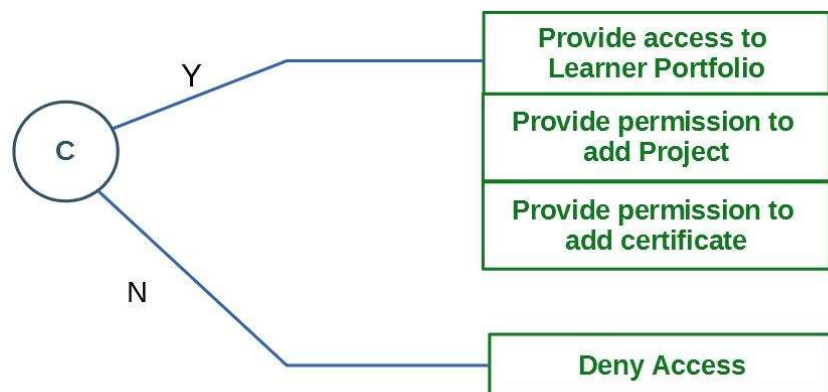 Provide access to
Learner Portfolio
Y
Provide permission to
add Project
C
Provide permission to
add certificate
N
Deny Access